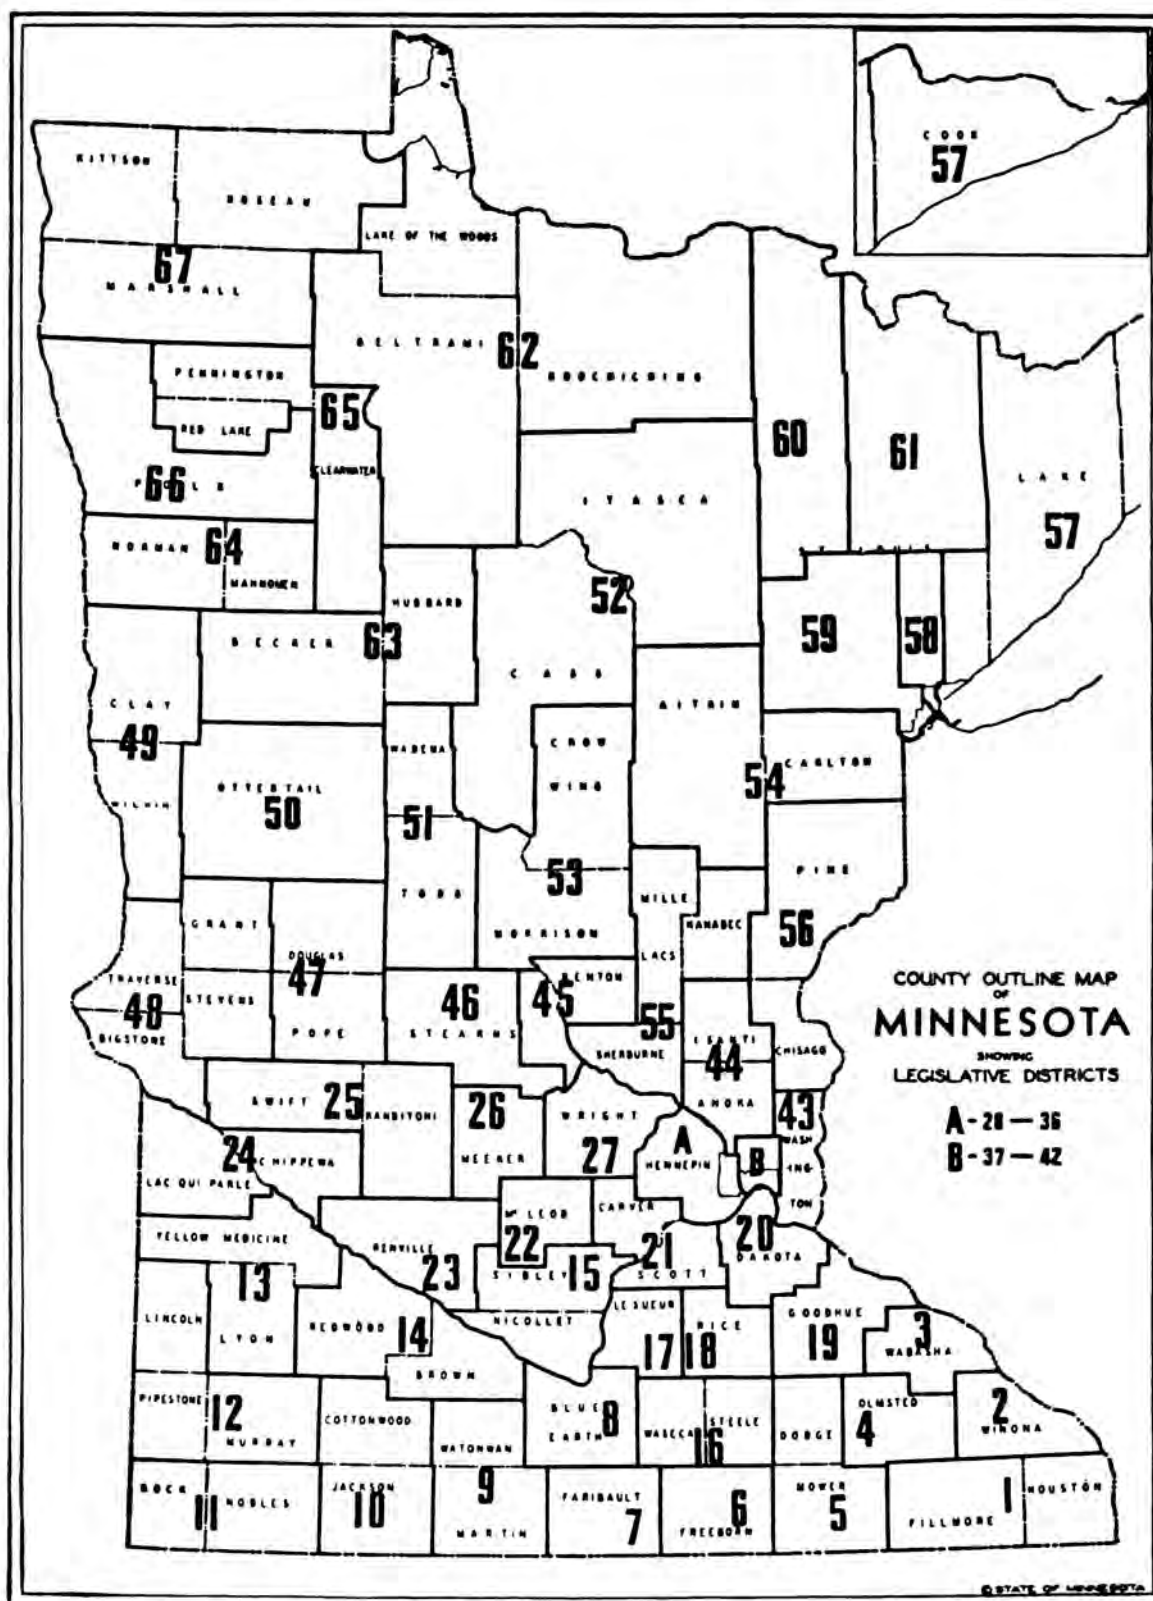 COOK
57
KITTSON
ROSEAU
LAKE OF THE WOODS
67
MARSHALL
BELTRAMI
62
KOOCHICHING
PENNINGTON
65
RED LAKE
60
61
CLEARWATER
66
ITASCA
LAKE
57
NORMAN
64
MAHNOMEN
HUBBARD
52
59
58
BECKER
63
CASS
CLAY
AITKIN
49
WADENA
CROW
WING
54
CARLTON
WILKIN
OTTERTAIL
50
51
53
PINE
TODD
MILLE
LACS
KANABEC
GRANT
MORRISON
56
DOUGLAS
47
BENTON
TRAVERSE
48
STEVENS
46
45
COUNTY OUTLINE MAP
OF
MINNESOTA
SHOWING
LEGISLATIVE DISTRICTS
A - 28 — 36
B - 37 — 42
BIGSTONE
POPE
STEARNS
55
SHERBURNE
ISANTI
44
CHISAGO
ANOKA
SWIFT
25
KANDIYOHI
26
WRIGHT
43
WASH
ING-
TON
24
CHIPPEWA
MEEKER
27
A
HENNEPIN
B
LAC QUI PARLE
YELLOW MEDICINE
RENVILLE
McLEOD
22
CARVER
20
DAKOTA
13
23
SIBLEY
15
21
SCOTT
LINCOLN
LYON
REDWOOD
14
NICOLLET
LE SUEUR
17
RICE
18
GOODHUE
19
3
WABASHA
BROWN
PIPESTONE
12
MURRAY
COTTONWOOD
WATONWAN
BLUE
EARTH
8
WASECA
STEELE
16
DODGE
OLMSTED
4
2
WINONA
ROCK
11
NOBLES
JACKSON
10
9
MARTIN
FARIBAULT
7
6
FREEBORN
MOWER
5
FILLMORE
1
HOUSTON
© STATE OF MINNESOTA